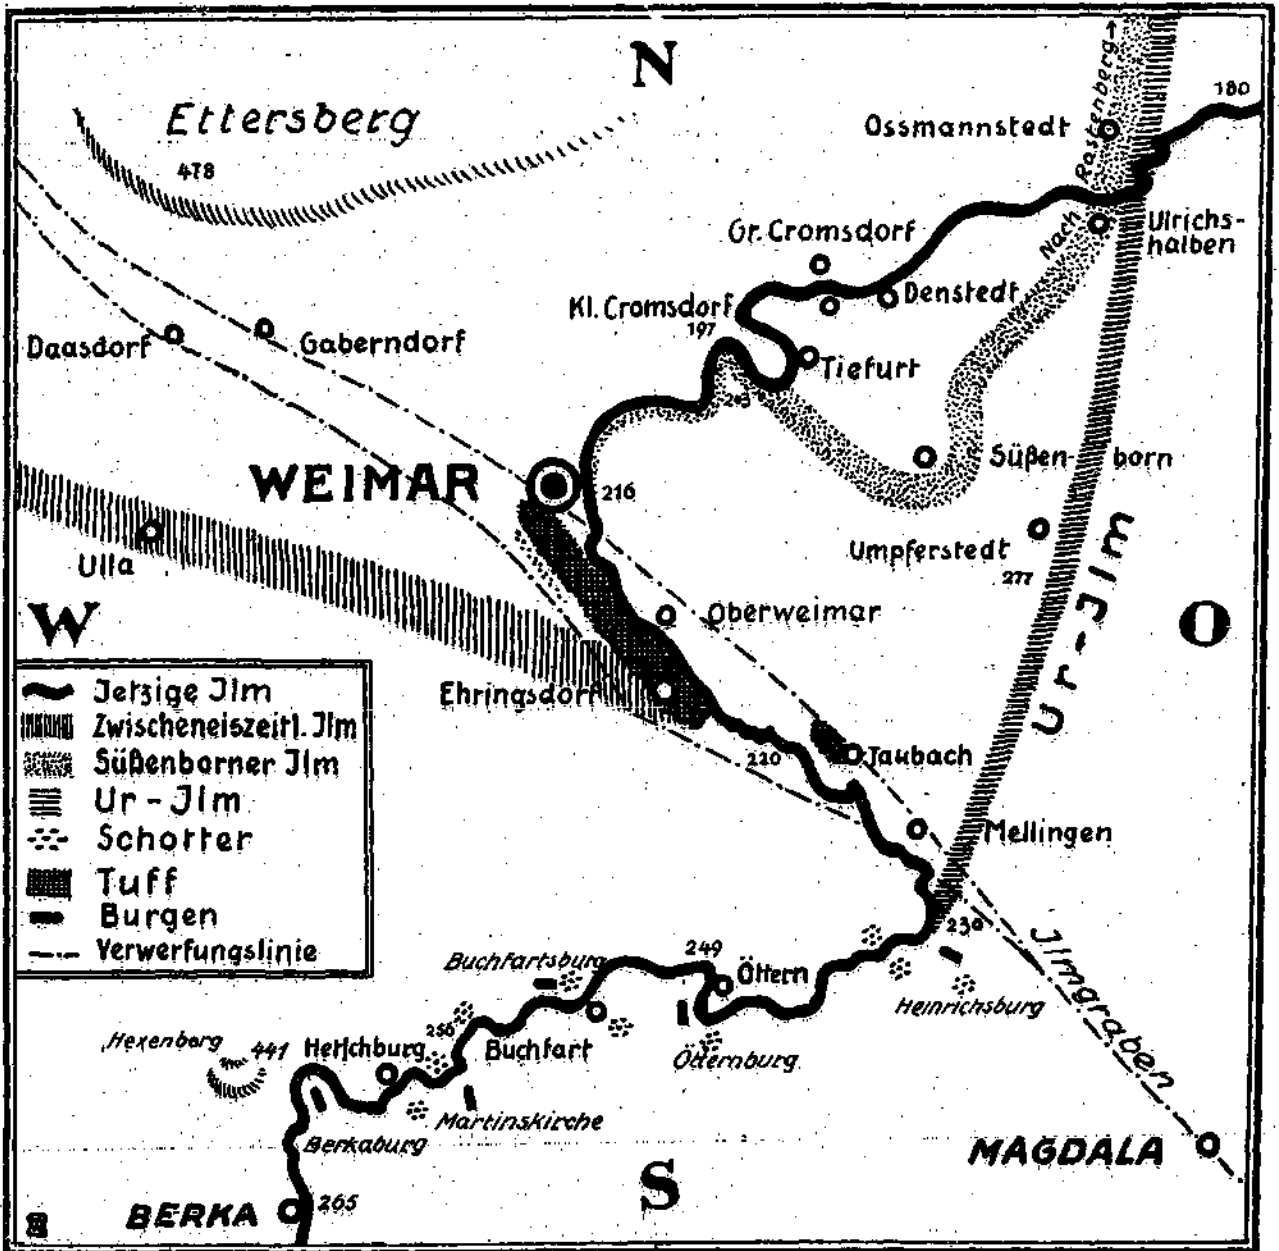 N
Ettersberg
478
180
Ossmannstedt
Nach Rastenberg →
Gr. Cromsdorf
Ulrichs-
halben
Kl. Cromsdorf
197
Denstedt
Daasdorf
Gaberndorf
Tiefurt
203
WEIMAR
216
Süßenborn
Umpferstedt
277
Ulla
W
Oberweimar
O
Ur-Jlm
Ehringsdorf
220
Taubach
Mellingen
230
Jlmgraben
Jetzige Jlm
Zwischeneiszeitl. Jlm
Süßenborner Jlm
Ur-Jlm
Schotter
Tuff
Burgen
Verwerfungslinie
Buchfartsburg
249
Öttern
Heinrichsburg
Hexenberg
441
Hetschburg
256
Buchfart
Ötternburg
Martinskirche
Berkaburg
MAGDALA
S
BERKA
265